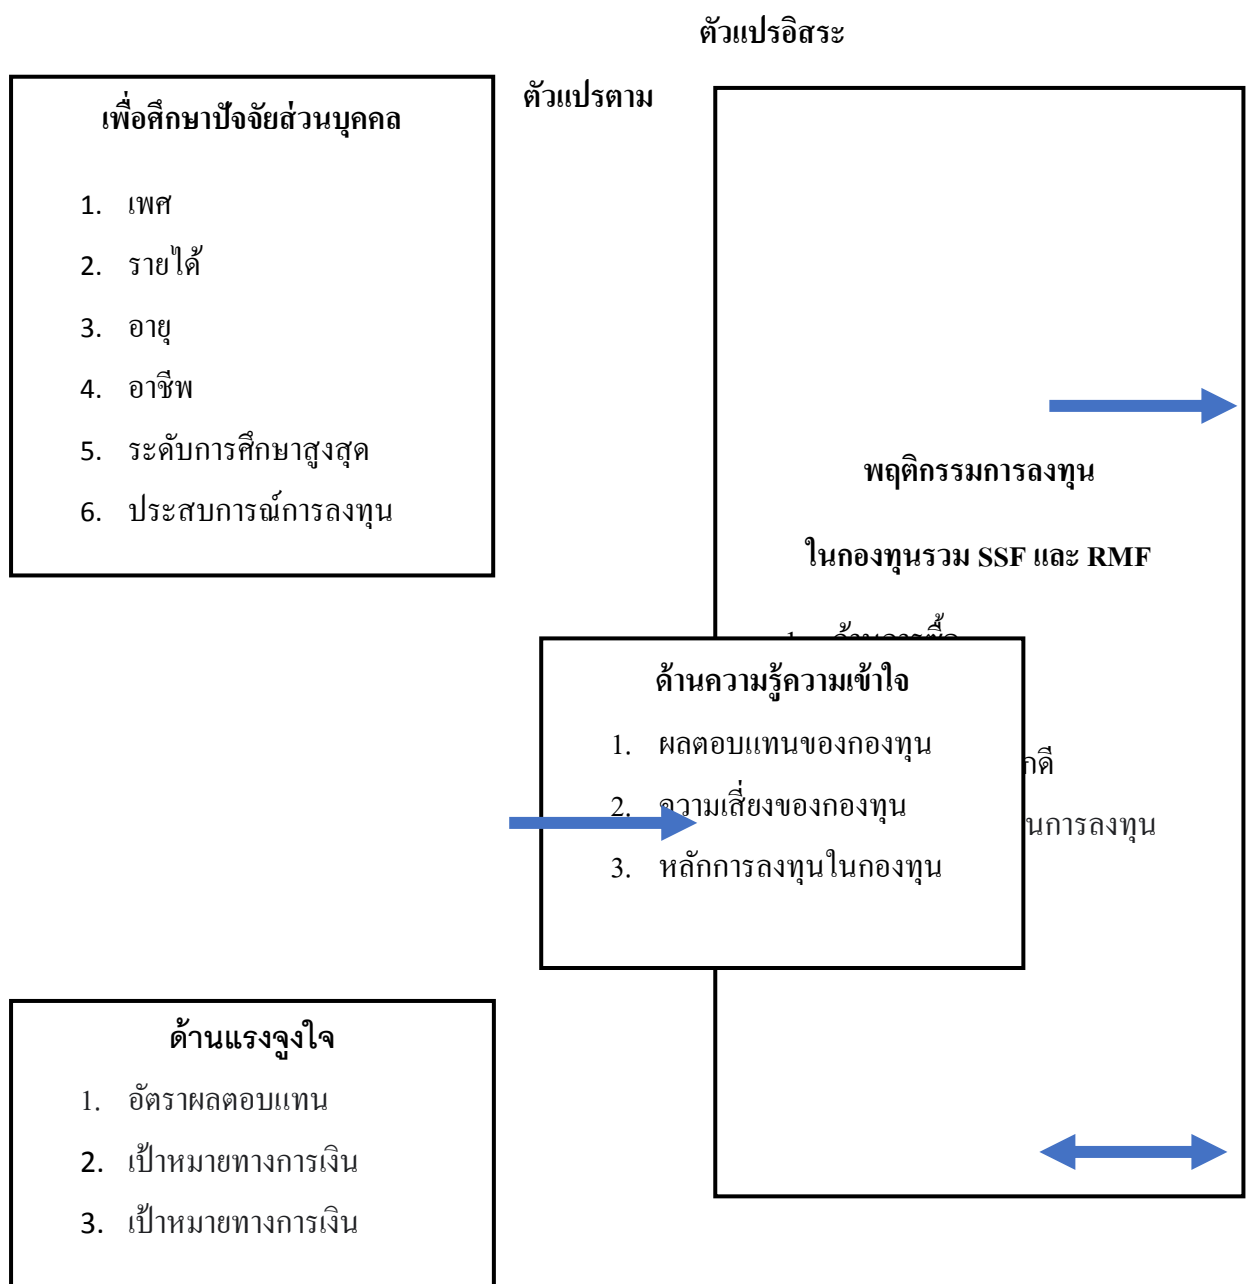 ตัวแปรอิสระ
ตัวแปรตาม
เพื่อศึกษาปัจจัยส่วนบุคคล
1. เพศ
2. รายได้
3. อายุ
4. อาชีพ
5. ระดับการศึกษาสูงสุด
6. ประสบการณ์การลงทุน
พฤติกรรมการลงทุน
ในกองทุนรวม SSF และ RMF
ด้านความรู้ความเข้าใจ
1. ผลตอบแทนของกองทุน
2. ความเสี่ยงของกองทุน
3. หลักการลงทุนในกองทุน
นการลงทุน
ด้านแรงจูงใจ
1. อัตราผลตอบแทน
2. เป้าหมายทางการเงิน
3. เป้าหมายทางการเงิน